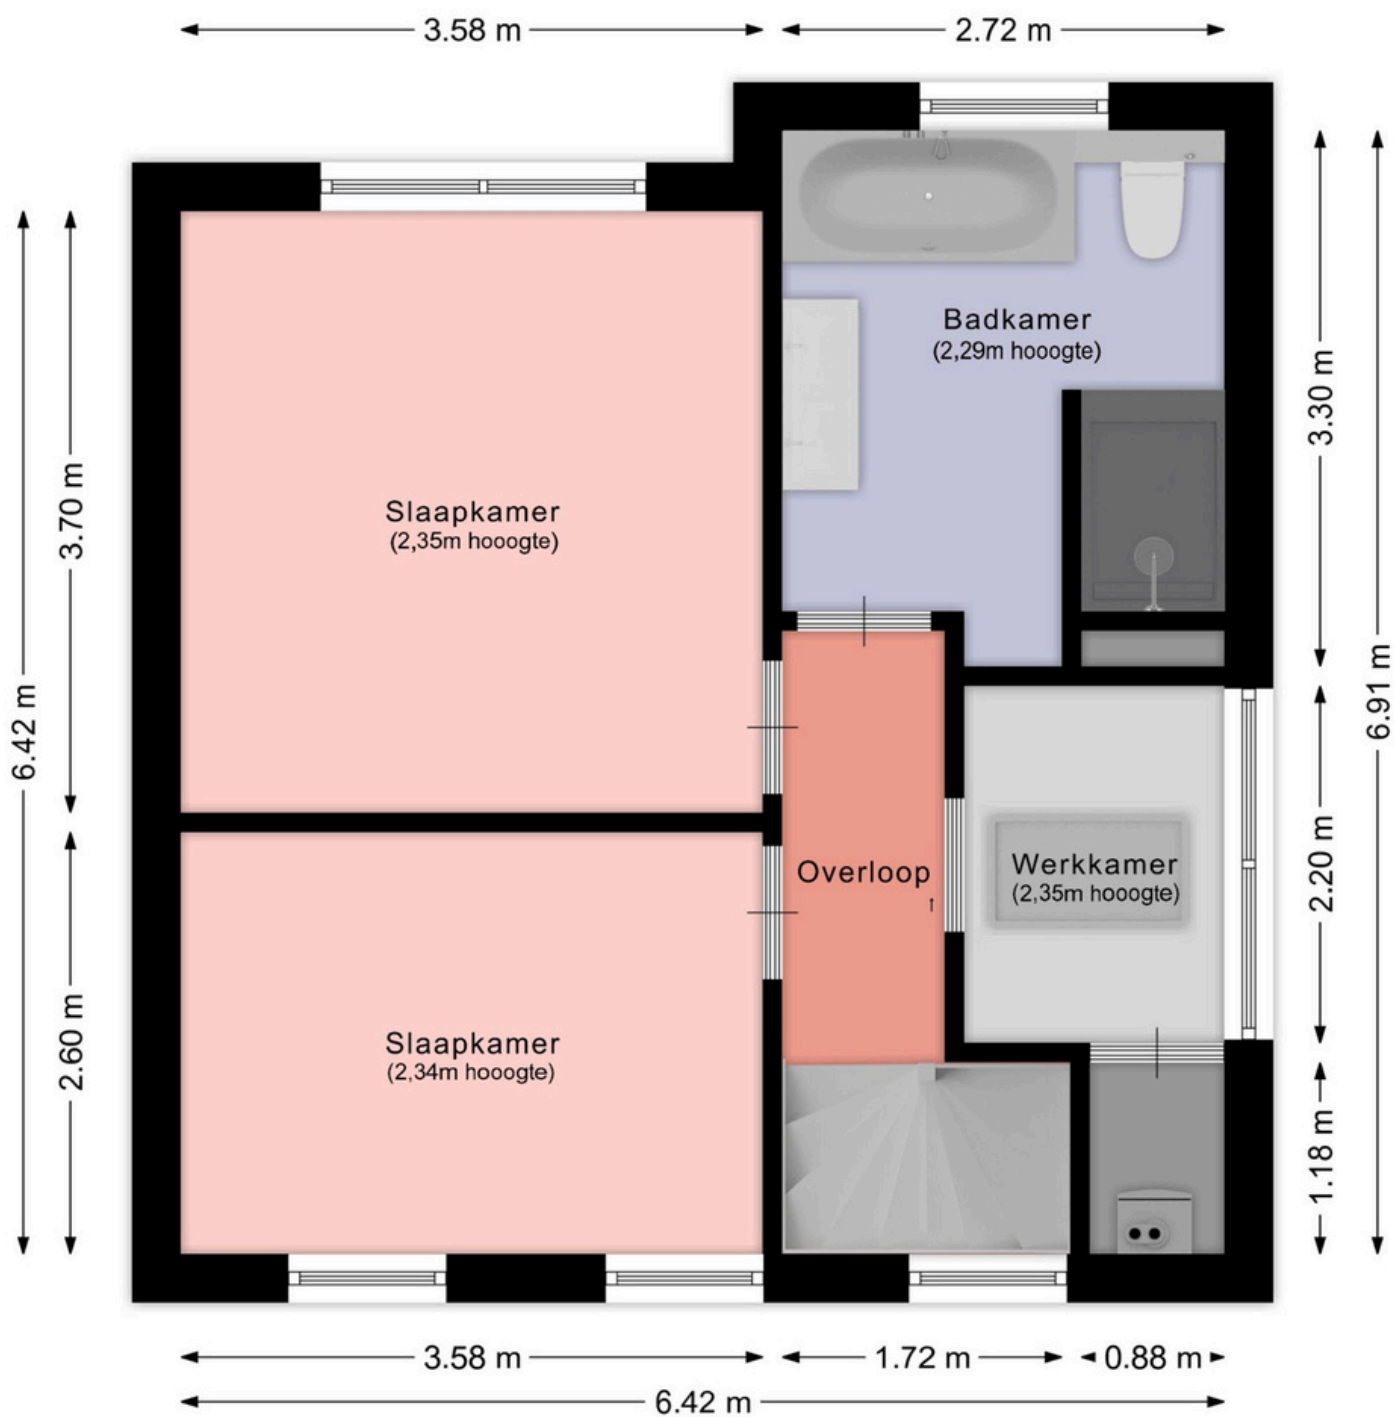 3.58 m
2.72 m
Badkamer
(2,29m hooogte)
3.30 m
3.70 m
Slaapkamer
(2,35m hooogte)
6.42 m
6.91 m
Overloop
Werkkamer
(2,35m hooogte)
2.20 m
2.60 m
Slaapkamer
(2,34m hooogte)
1.18 m
3.58 m
1.72 m
0.88 m
6.42 m